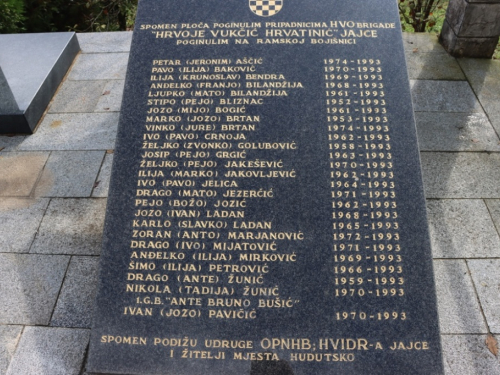 SPOMEN PLOČA POGINULIM PRIPADNICIMA HVO BRIGADE
"HRVOJE VUKČIĆ HRVATINIĆ" JAJCE
POGINULIM NA RAMSKOJ BOJIŠNICI
PETAR (JERONIM) AŠČIĆ 1974-1993
PAVO (ILIJA) BAKOVIĆ 1970-1993
ILIJA (KRUNOSLAV) BENDRA 1969-1993
ANĐELKO (FRANJO) BILANDŽIJA 1968-1993
LJUPKO (MATO) BILANDŽIJA 1961-1993
STIPO (PEJO) BLIZNAC 1952-1993
JOZO (MIJO) BOGIĆ 1961-1993
MARKO (JOZO) BRTAN 1953-1993
VINKO (JURE) BRTAN 1974-1993
IVO (PAVO) CRNOJA 1962-1993
ŽELJKO (ZVONKO) GOLUBOVIĆ 1958-1993
JOSIP (PEJO) GRGIĆ 1963-1993
ŽELJKO (PEJO) JAKEŠEVIĆ 1970-1993
ILIJA (MARKO) JAKOVLJEVIĆ 1962-1993
IVO (PAVO) JELICA 1964-1993
DRAGO (MATO) JEZERČIĆ 1971-1993
PEJO (BOŽO) JOZIĆ 1962-1993
JOZO (IVAN) LADAN 1968-1993
KARLO (SLAVKO) LADAN 1965-1993
ZORAN (ANTO) MARJANOVIĆ 1972-1993
DRAGO (IVO) MIJATOVIĆ 1971-1993
ANĐELKO (ILIJA) MIRKOVIĆ 1969-1993
ŠIMO (ILIJA) PETROVIĆ 1966-1993
DRAGO (ANTE) ŽUNIĆ 1959-1993
NIKOLA (TADIJA) ŽUNIĆ 1970-1993
I.G.B. "ANTE BRUNO BUŠIĆ"
IVAN (JOZO) PAVIČIĆ 1970-1993
SPOMEN PODIŽU UDRUGE OPNHB; HVIDR-A JAJCE
I ŽITELJI MJESTA HUDUTSKO